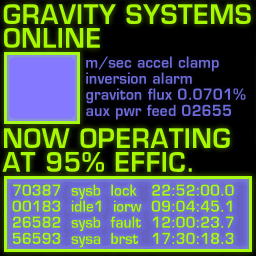 GRAVITY SYSTEMS
ONLINE
m/sec accel clamp
inversion alarm
graviton flux 0.0701%
aux pwr feed 02655
NOW OPERATING
AT 95% EFFIC.
70387 sysb lock 22:52:00.0
00183 idle1 iorw 09:04:45.1
26582 sysb fault 12:00:23.7
56593 sysa brst 17:30:18.3